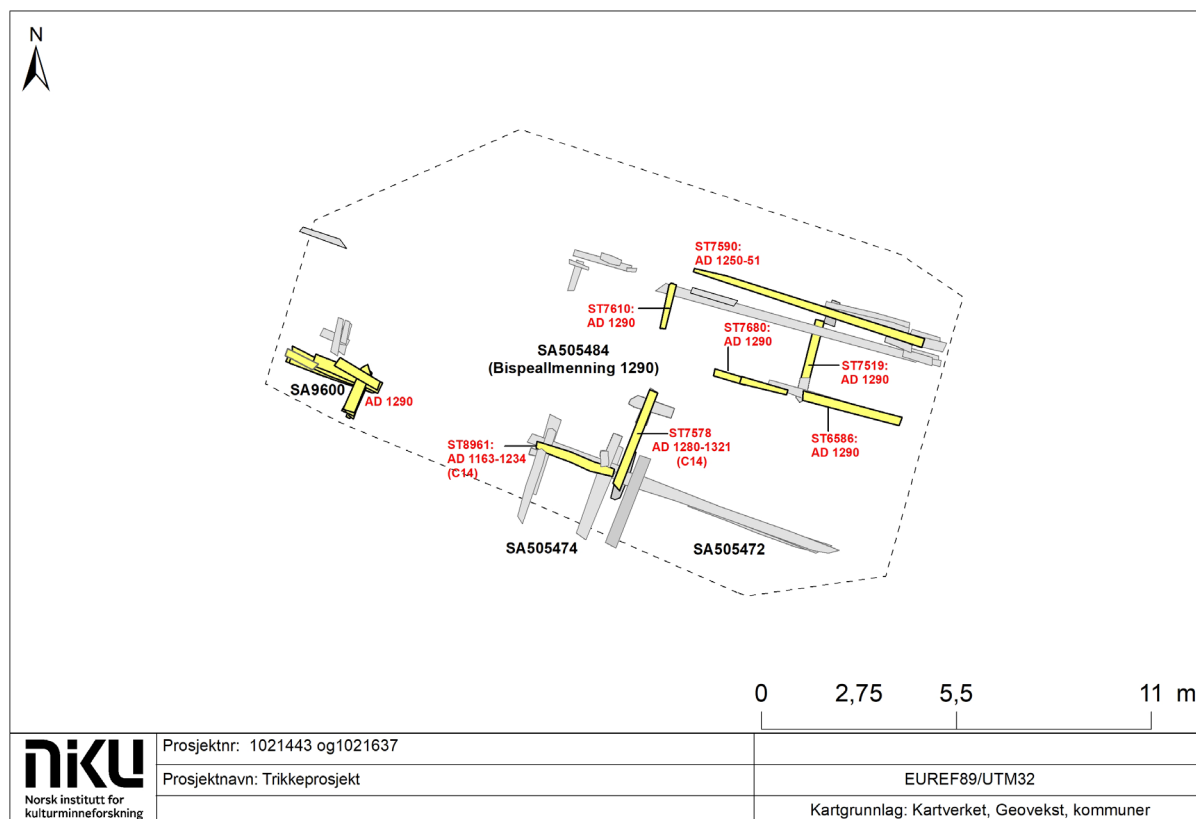 N
ST7590:
AD 1250-51
ST7610:
AD 1290
ST7680:
AD 1290
SA505484
(Bispeallmenning 1290)
ST7519:
AD 1290
SA9600
AD 1290
ST8961:
AD 1163-1234
(C14)
ST7578
AD 1280-1321
(C14)
ST6586:
AD 1290
SA505474
SA505472
0 2,75 5,5 11 m
NIKU
Norsk institutt for
kulturminneforskning
Prosjektnr: 1021443 og1021637
Prosjektnavn: Trikkeprosjekt
EUREF89/UTM32
Kartgrunnlag: Kartverket, Geovekst, kommuner